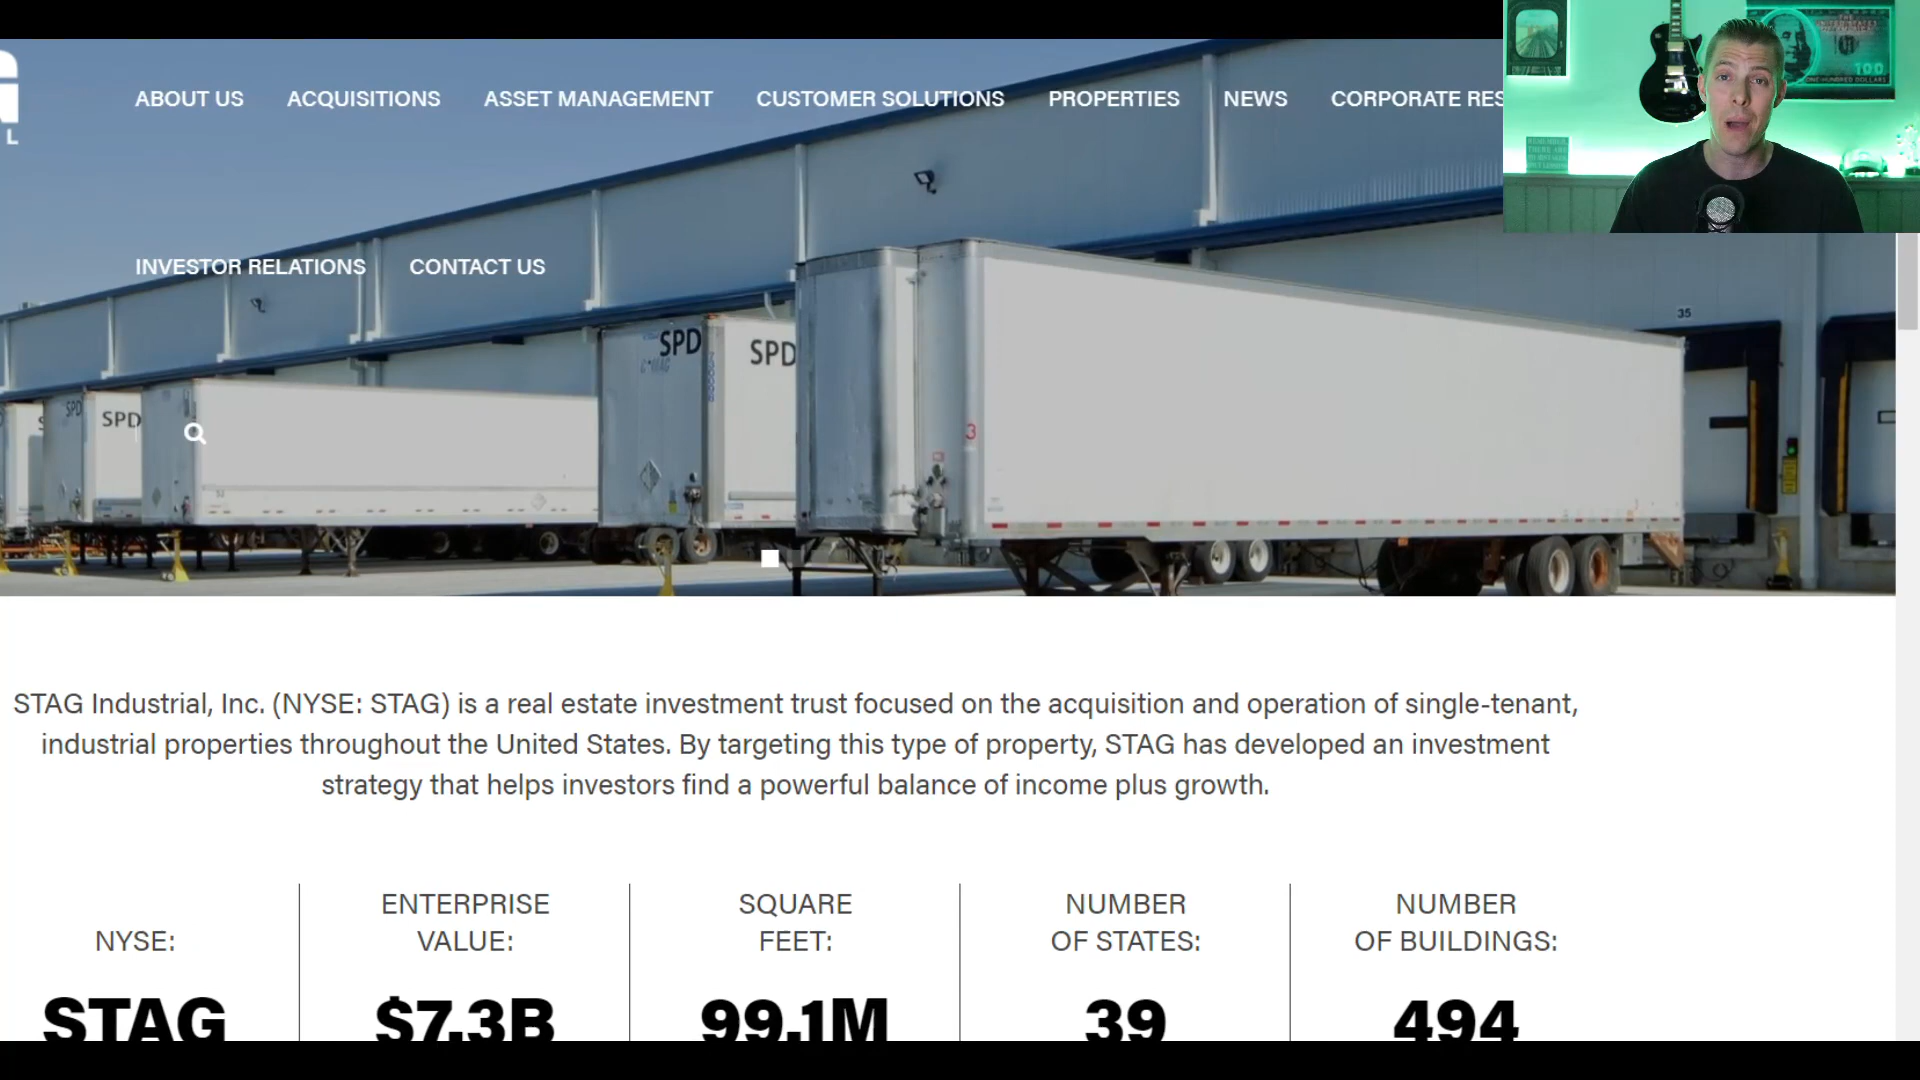 L
ABOUT US ACQUISITIONS ASSET MANAGEMENT CUSTOMER SOLUTIONS PROPERTIES NEWS CORPORATE RES
INVESTOR RELATIONS CONTACT US
35
SPD
SPD
SPD
SPD
3
100
STAG Industrial, Inc. (NYSE: STAG) is a real estate investment trust focused on the acquisition and operation of single-tenant,
industrial properties throughout the United States. By targeting this type of property, STAG has developed an investment
strategy that helps investors find a powerful balance of income plus growth.
NYSE:
STAG
ENTERPRISE
VALUE:
$7.3B
SQUARE
FEET:
99.1M
NUMBER
OF STATES:
39
NUMBER
OF BUILDINGS:
494